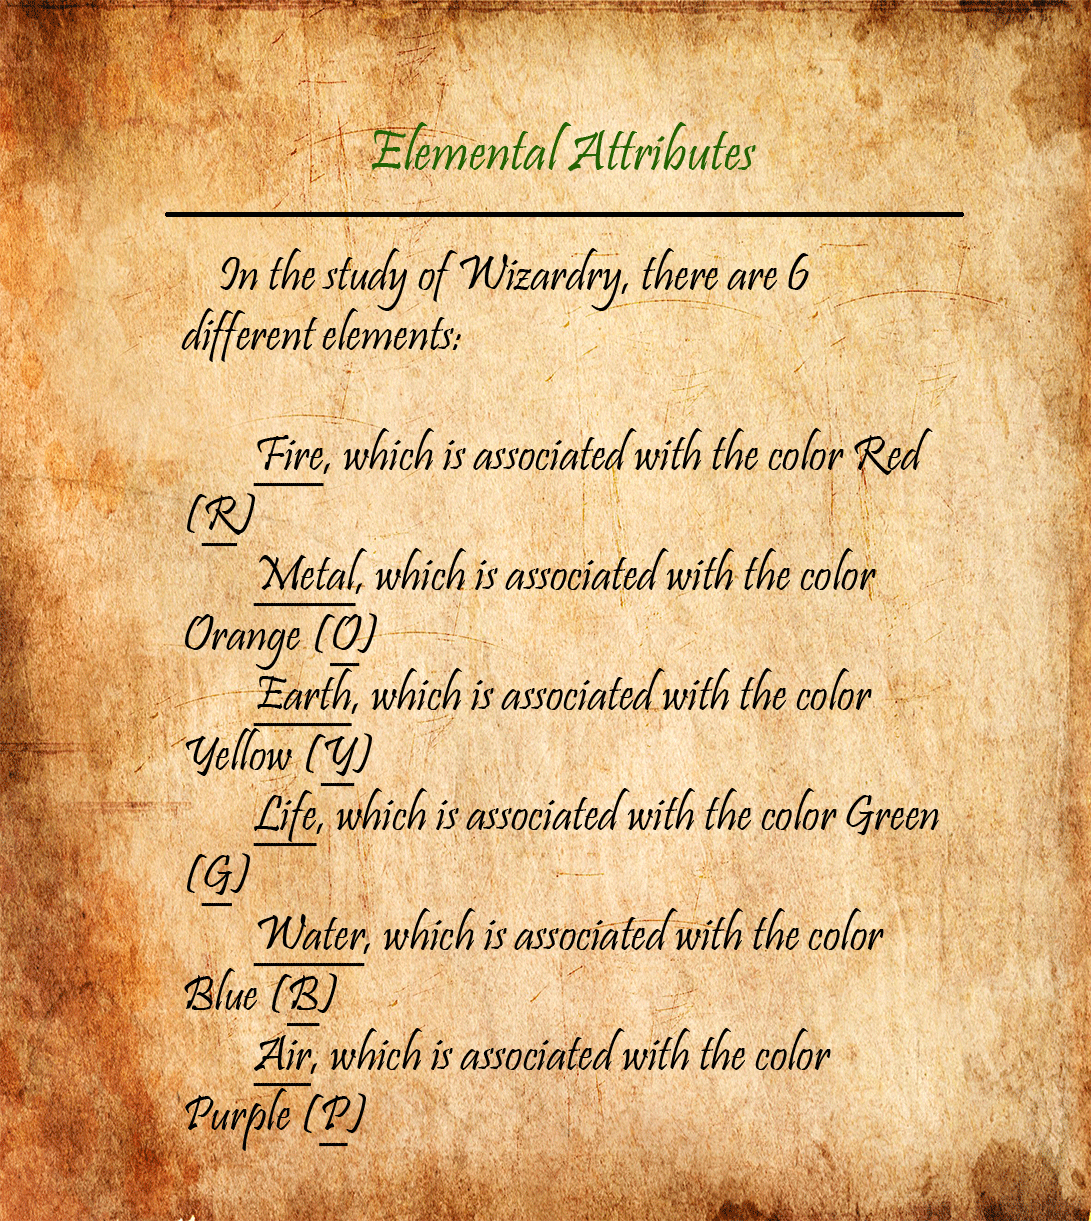 Elemental Attributes
In the study of Wizardry, there are 6
different elements:
Fire, which is associated with the color Red
(R)
Metal, which is associated with the color
Orange (O)
Earth, which is associated with the color
Yellow (Y)
Life, which is associated with the color Green
(G)
Water, which is associated with the color
Blue (B)
Air, which is associated with the color
Purple (P)